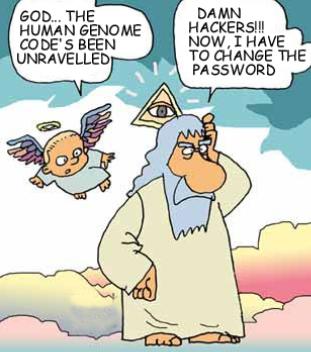 GOD... THE
HUMAN GENOME
CODE'S BEEN
UNRAVELLED
DAMN
HACKERS!!!
NOW, I HAVE
TO CHANGE THE
PASSWORD